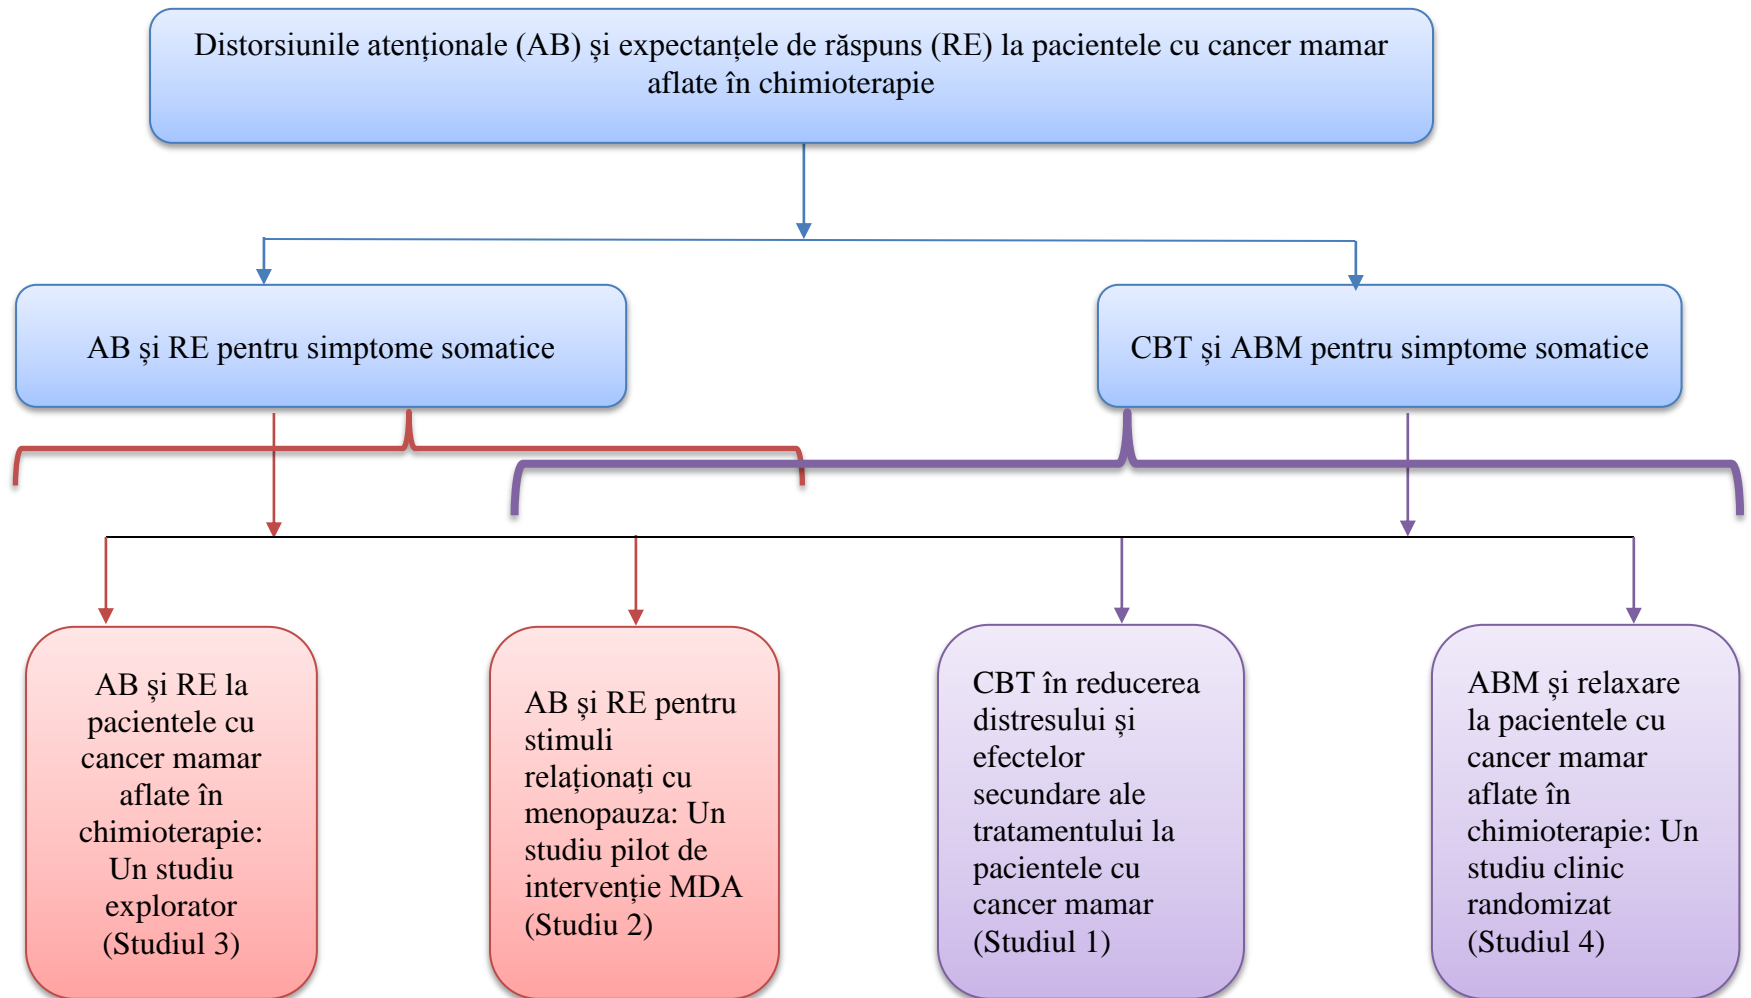 Distorsiunile atenționale (AB) și expectanțele de răspuns (RE) la pacientele cu cancer mamar
aflate în chimioterapie
AB și RE pentru simptome somatice
CBT și ABM pentru simptome somatice
AB și RE la
pacientele cu
cancer mamar
aflate în
chimioterapie:
Un studiu
explorator
(Studiul 3)
AB și RE pentru
stimuli
relaționați cu
menopauza: Un
studiu pilot de
intervenție MDA
(Studiu 2)
CBT în reducerea
distresului și
efectelor
secundare ale
tratamentului la
pacientele cu
cancer mamar
(Studiul 1)
ABM și relaxare
la pacientele cu
cancer mamar
aflate în
chimioterapie: Un
studiu clinic
randomizat
(Studiul 4)